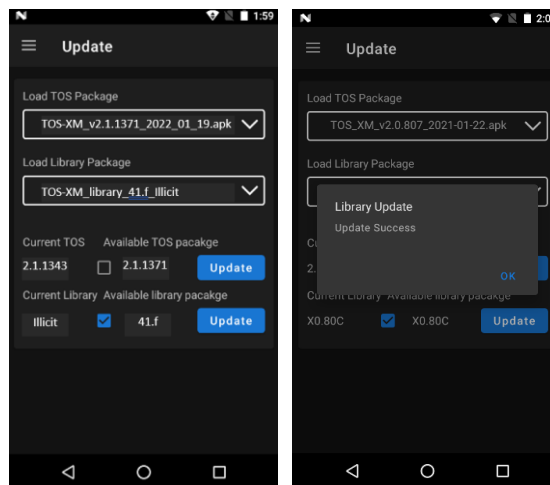 1:59
Update
Load TOS Package
TOS-XM_v2.1.1371_2022_01_19.apk
Load Library Package
TOS-XM_library_41.f_Illicit
Current TOS Available TOS pacakge
2.1.1343 2.1.1371 Update
Current Library Available library pacakge
Illicit 41.f Update
2:0
Update
Load TOS Package
TOS_XM_v2.0.807_2021-01-22.apk
Load Library Package
Library Update
Update Success
OK
Current Library Available library pacakge
X0.80C X0.80C Update